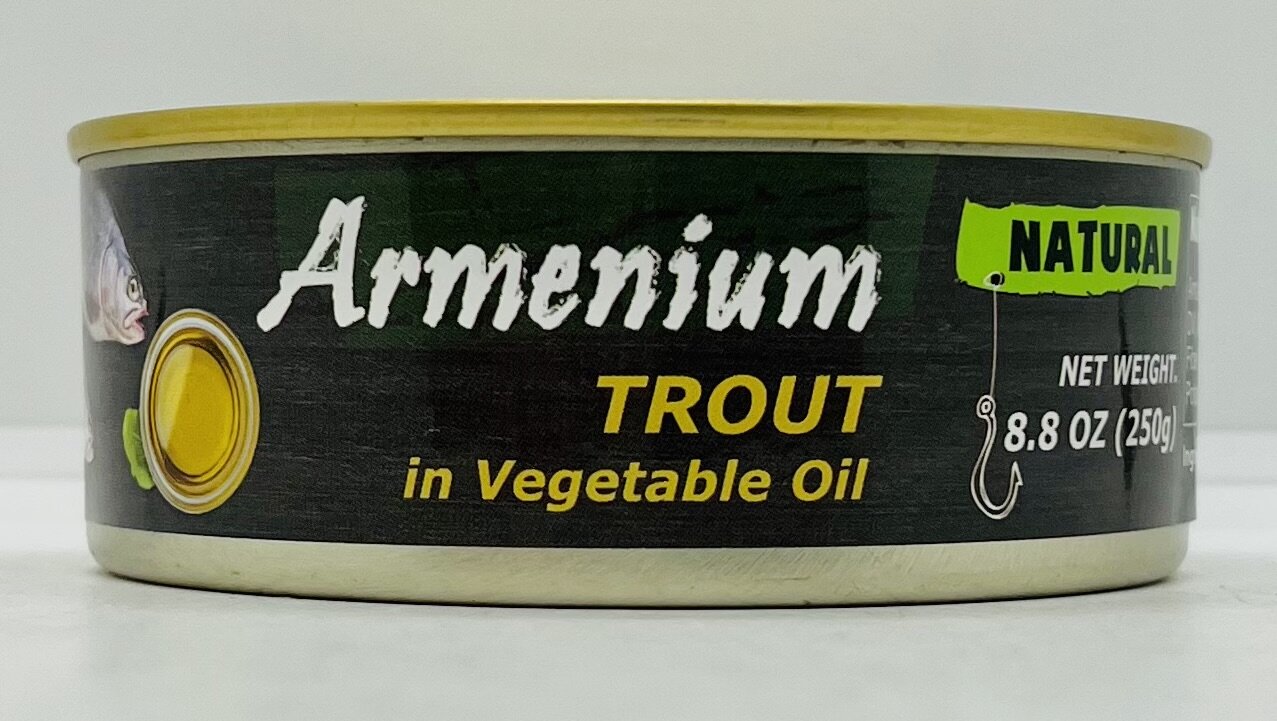 Armenium
TROUT
in Vegetable Oil
NATURAL
NET WEIGHT.
8.8 OZ (250g)